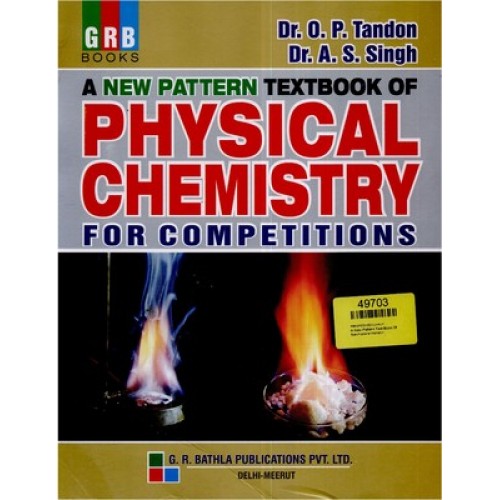 GRB
BOOKS
Dr. O. P. Tandon
Dr. A. S. Singh
A NEW PATTERN TEXTBOOK OF
PHYSICAL
CHEMISTRY
FOR COMPETITIONS
49703
G. R. BATHLA PUBLICATIONS PVT. LTD.
DELHI-MEERUT